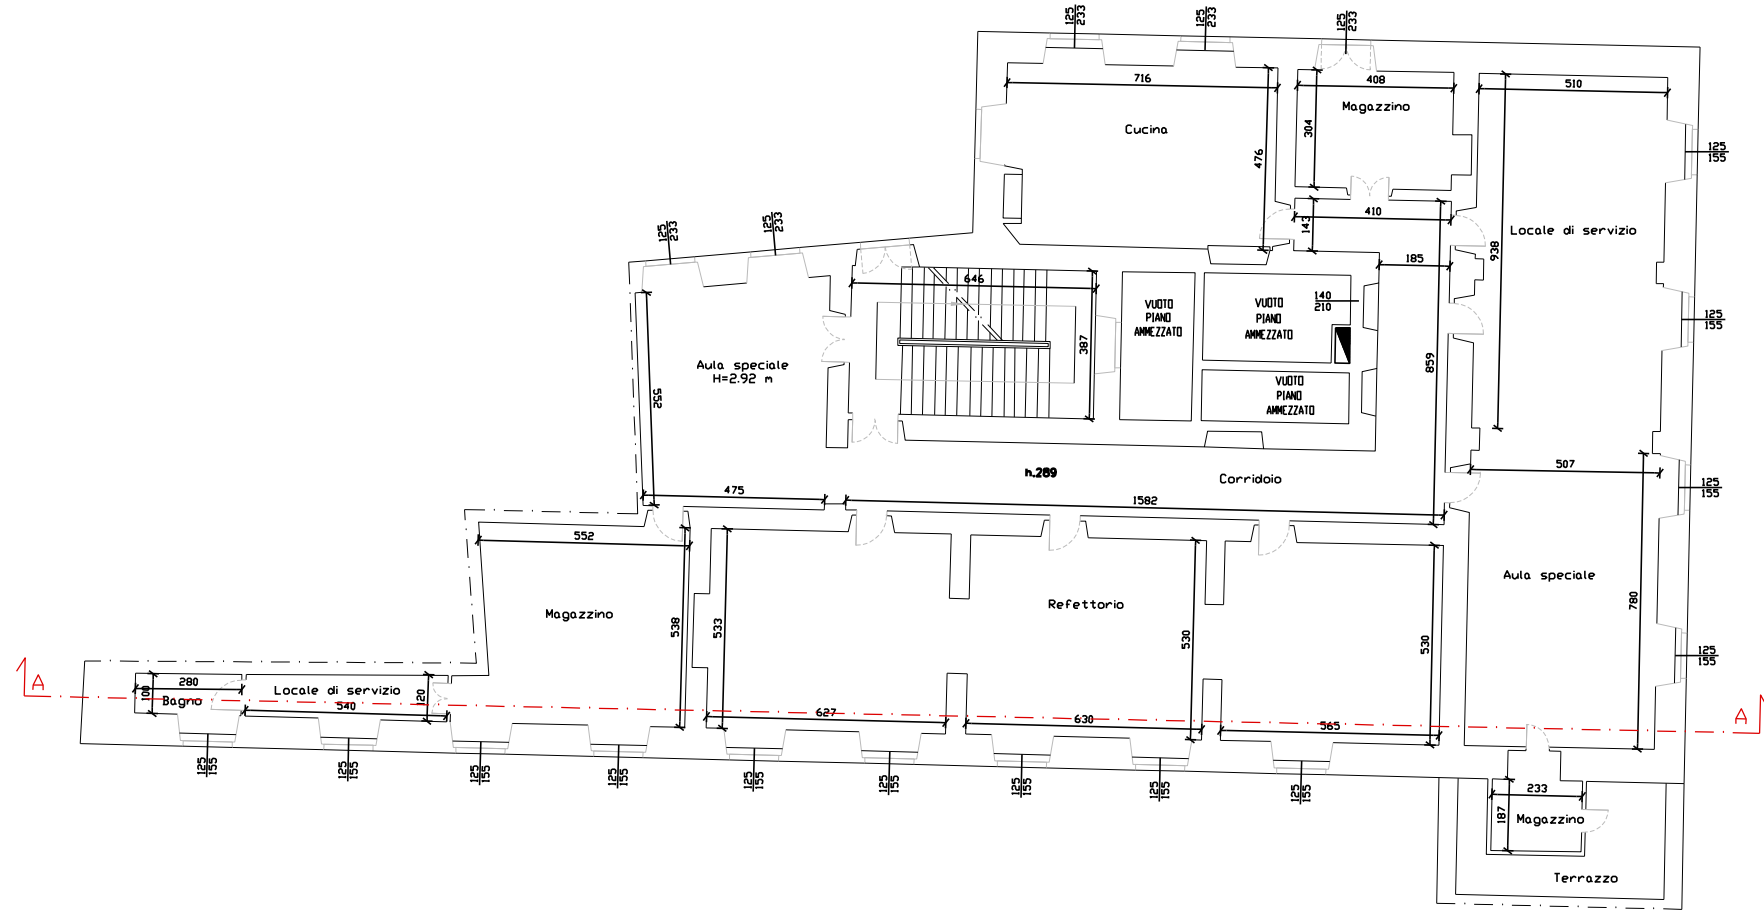 125
233
125
233
125
233
716
408
510
Cucina
Magazzino
304
476
125
155
143
410
Locale di servizio
938
125
233
125
233
185
646
VUOTO
PIANO
AMMEZZATO
VUOTO
PIANO
AMMEZZATO
140
210
125
155
387
859
Aula speciale
H=2.92 m
552
VUOTO
PIANO
AMMEZZATO
h.289
Corridoio
507
475
1582
125
155
552
Magazzino
538
533
Refettorio
530
530
Aula speciale
780
125
155
A
280
100
Bagno
Locale di servizio
540
120
627
630
565
A
125
155
125
155
125
155
125
155
125
155
125
155
125
155
125
155
125
155
233
187
Magazzino
Terrazzo